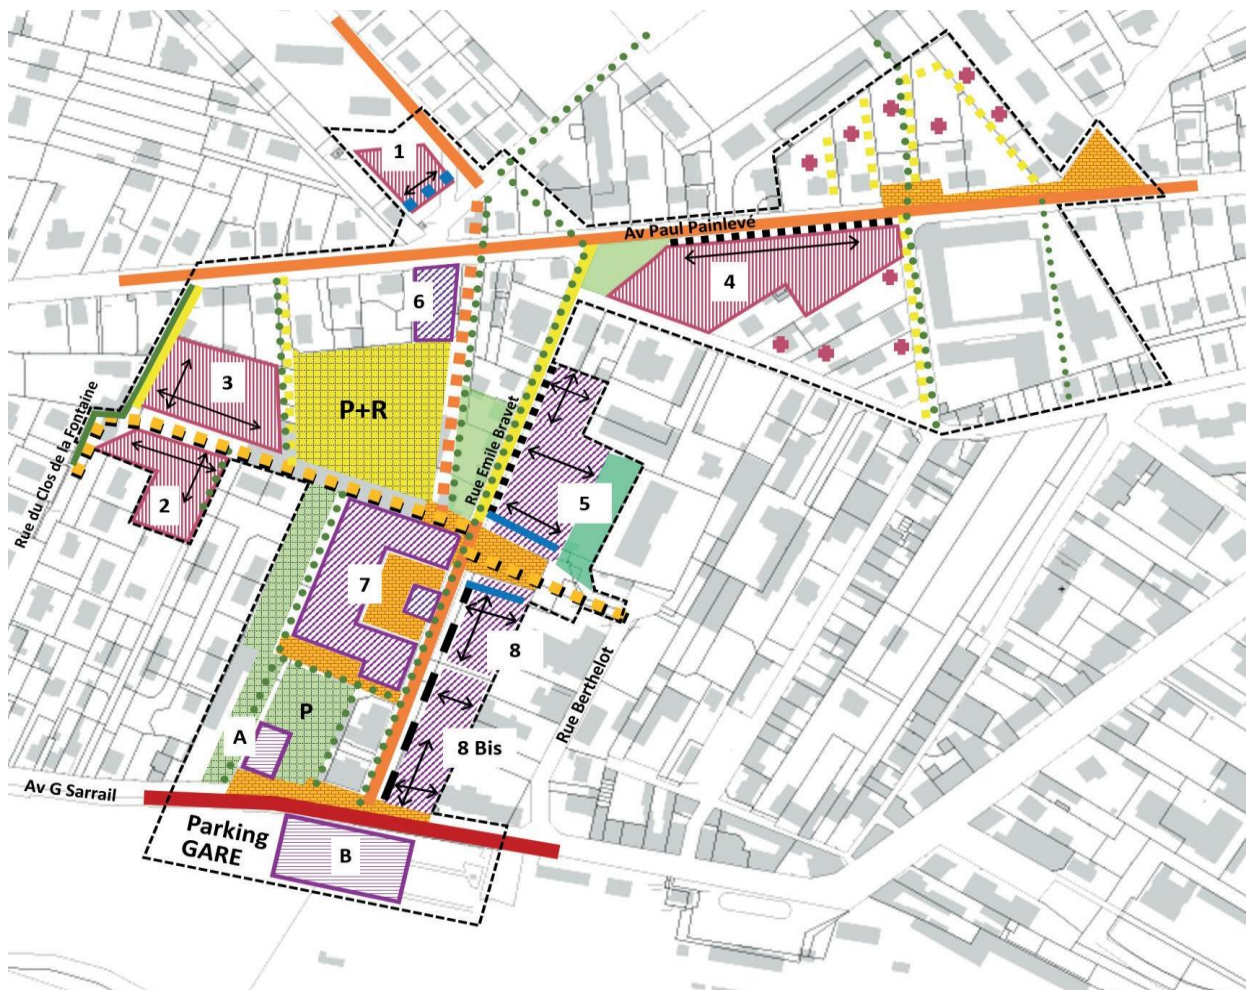 1
Av Paul Painlevé
4
6
3
P+R
Rue du Clos de la Fontaine
Rue Emile Bravet
2
5
7
8
Rue Berthelot
P
A
8 Bis
Av G Sarrail
Parking
GARE
B